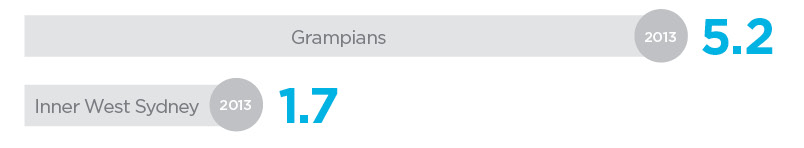 Grampians 2013 5.2
Inner West Sydney 2013 1.7